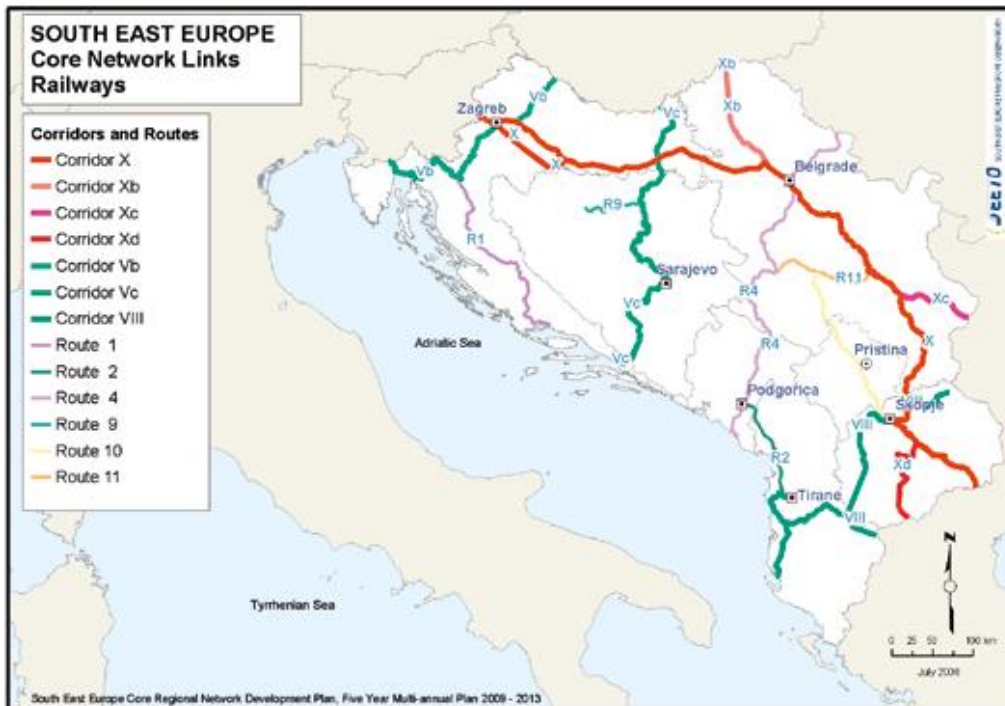 SOUTH EAST EUROPE
Core Network Links
Railways
Corridors and Routes
Corridor X
Corridor Xb
Corridor Xc
Corridor Xd
Corridor Vb
Corridor Vc
Corridor VIII
Route 1
Route 2
Route 4
Route 9
Route 10
Route 11
Xb
Xb
Vb
Vc
Zagreb
X
X
Vb
Belgrade
R9
R1
Sarajevo
R4
R11
Xc
Vc
R4
X
Pristina
Vc
Adriatic Sea
Podgorica
VIII
Skopje
R2
Xd
Tirane
VIII
N
Tyrrhenian Sea
0 25 50 100 km
July 2008
South East Europe Core Regional Network Development Plan, Five Year Multi-annual Plan 2009 - 2013
SEETO